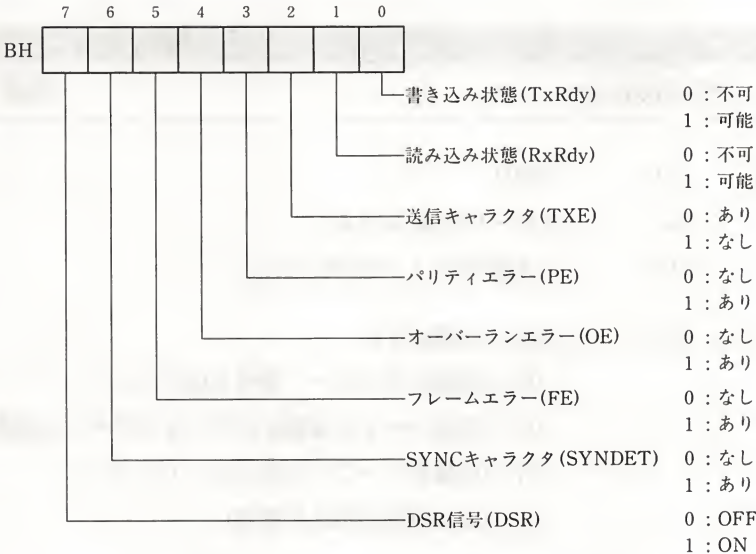 7 6 5 4 3 2 1 0
BH
書き込み状態(TxRdy) 0：不可
1：可能
読み込み状態(RxRdy) 0：不可
1：可能
送信キャラクタ(TXE) 0：あり
1：なし
パリティエラー(PE) 0：なし
1：あり
オーバーランエラー(OE) 0：なし
1：あり
フレームエラー(FE) 0：なし
1：あり
SYNCキャラクタ(SYNDET) 0：なし
1：あり
DSR信号(DSR) 0：OFF
1：ON